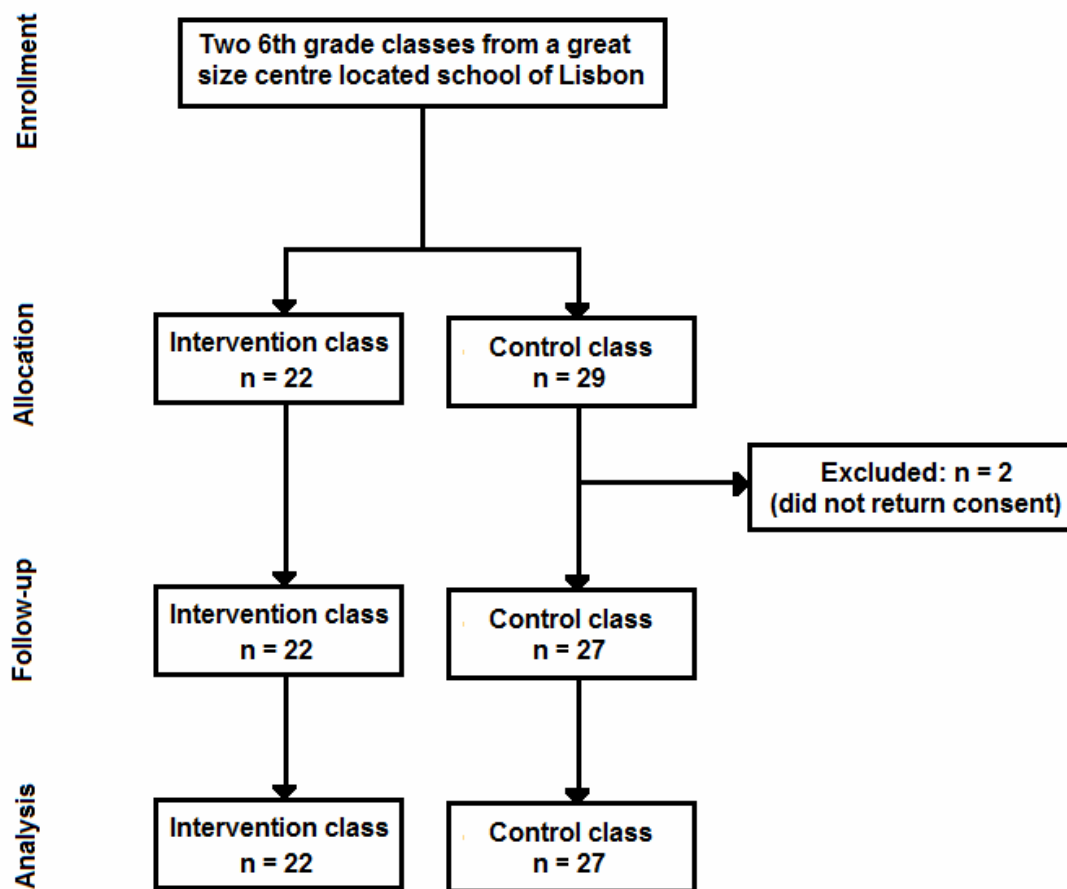 Enrollment
Two 6th grade classes from a great
size centre located school of Lisbon
Allocation
Intervention class
n = 22
Control class
n = 29
Excluded: n = 2
(did not return consent)
Follow-up
Intervention class
n = 22
Control class
n = 27
Analysis
Intervention class
n = 22
Control class
n = 27